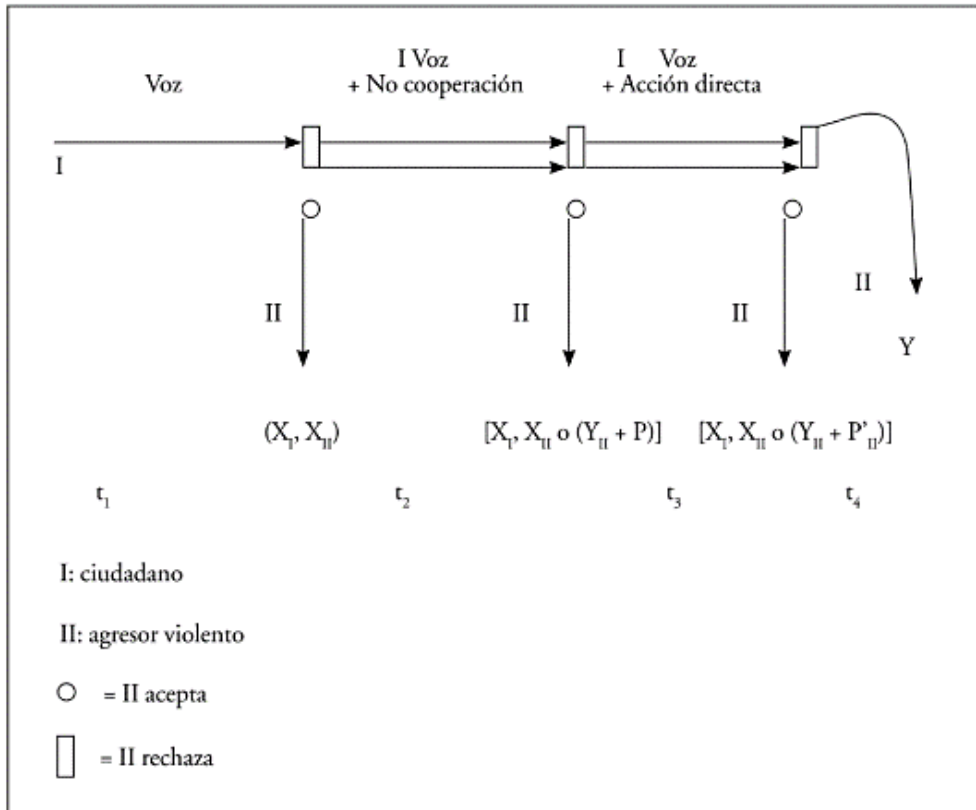 I Voz
I Voz
Voz
+ No cooperación
+ Acción directa
I
II
II
II
II
Y
(X_I, X_II)
[X_I, X_II o (Y_II + P)]
[X_I, X_II o (Y_II + P'_II)]
t_1
t_2
t_3
t_4
I: ciudadano
II: agresor violento
= II acepta
= II rechaza